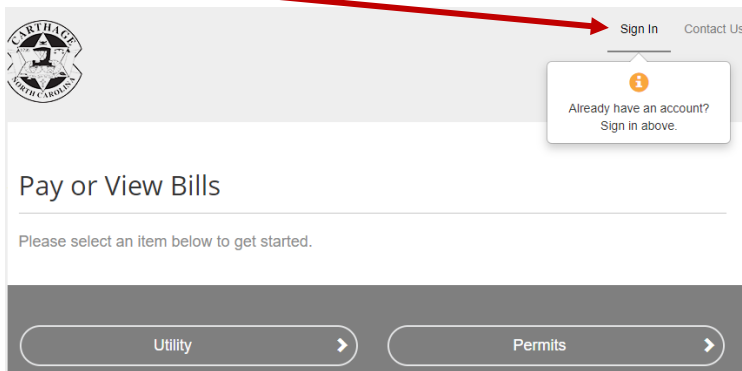 CARTHAGE
NORTH CAROLINA
Sign In
Contact Us
Already have an account?
Sign in above.
Pay or View Bills
Please select an item below to get started.
Utility
Permits